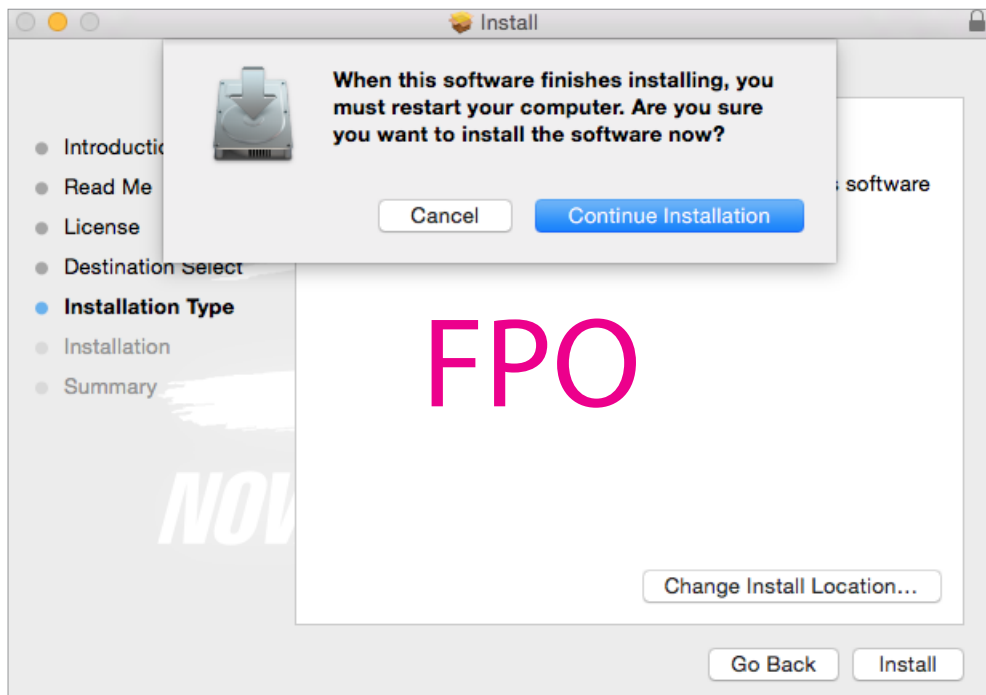 Install
When this software finishes installing, you
must restart your computer. Are you sure
you want to install the software now?
Cancel
Continue Installation
Introductio
Read Me
License
Destination Select
Installation Type
Installation
Summary
software
FPO
NOV
Change Install Location...
Go Back
Install